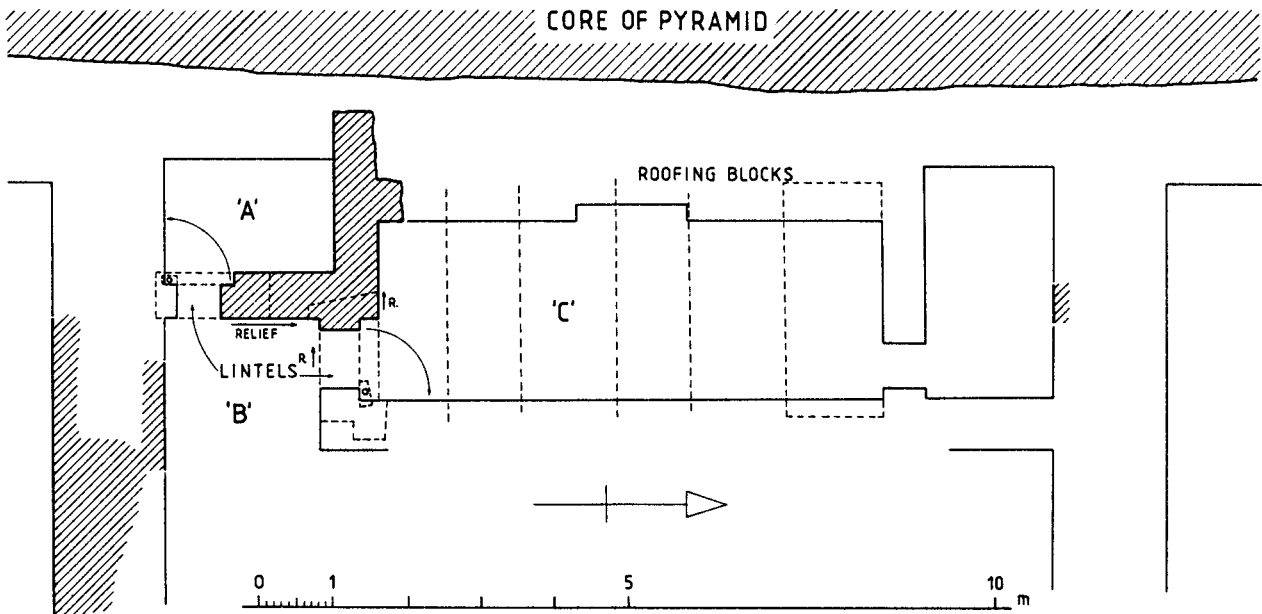 CORE OF PYRAMID
ROOFING BLOCKS
'A'
'C'
R.
RELIEF
R
LINTELS
'B'
0 1 5 10 m